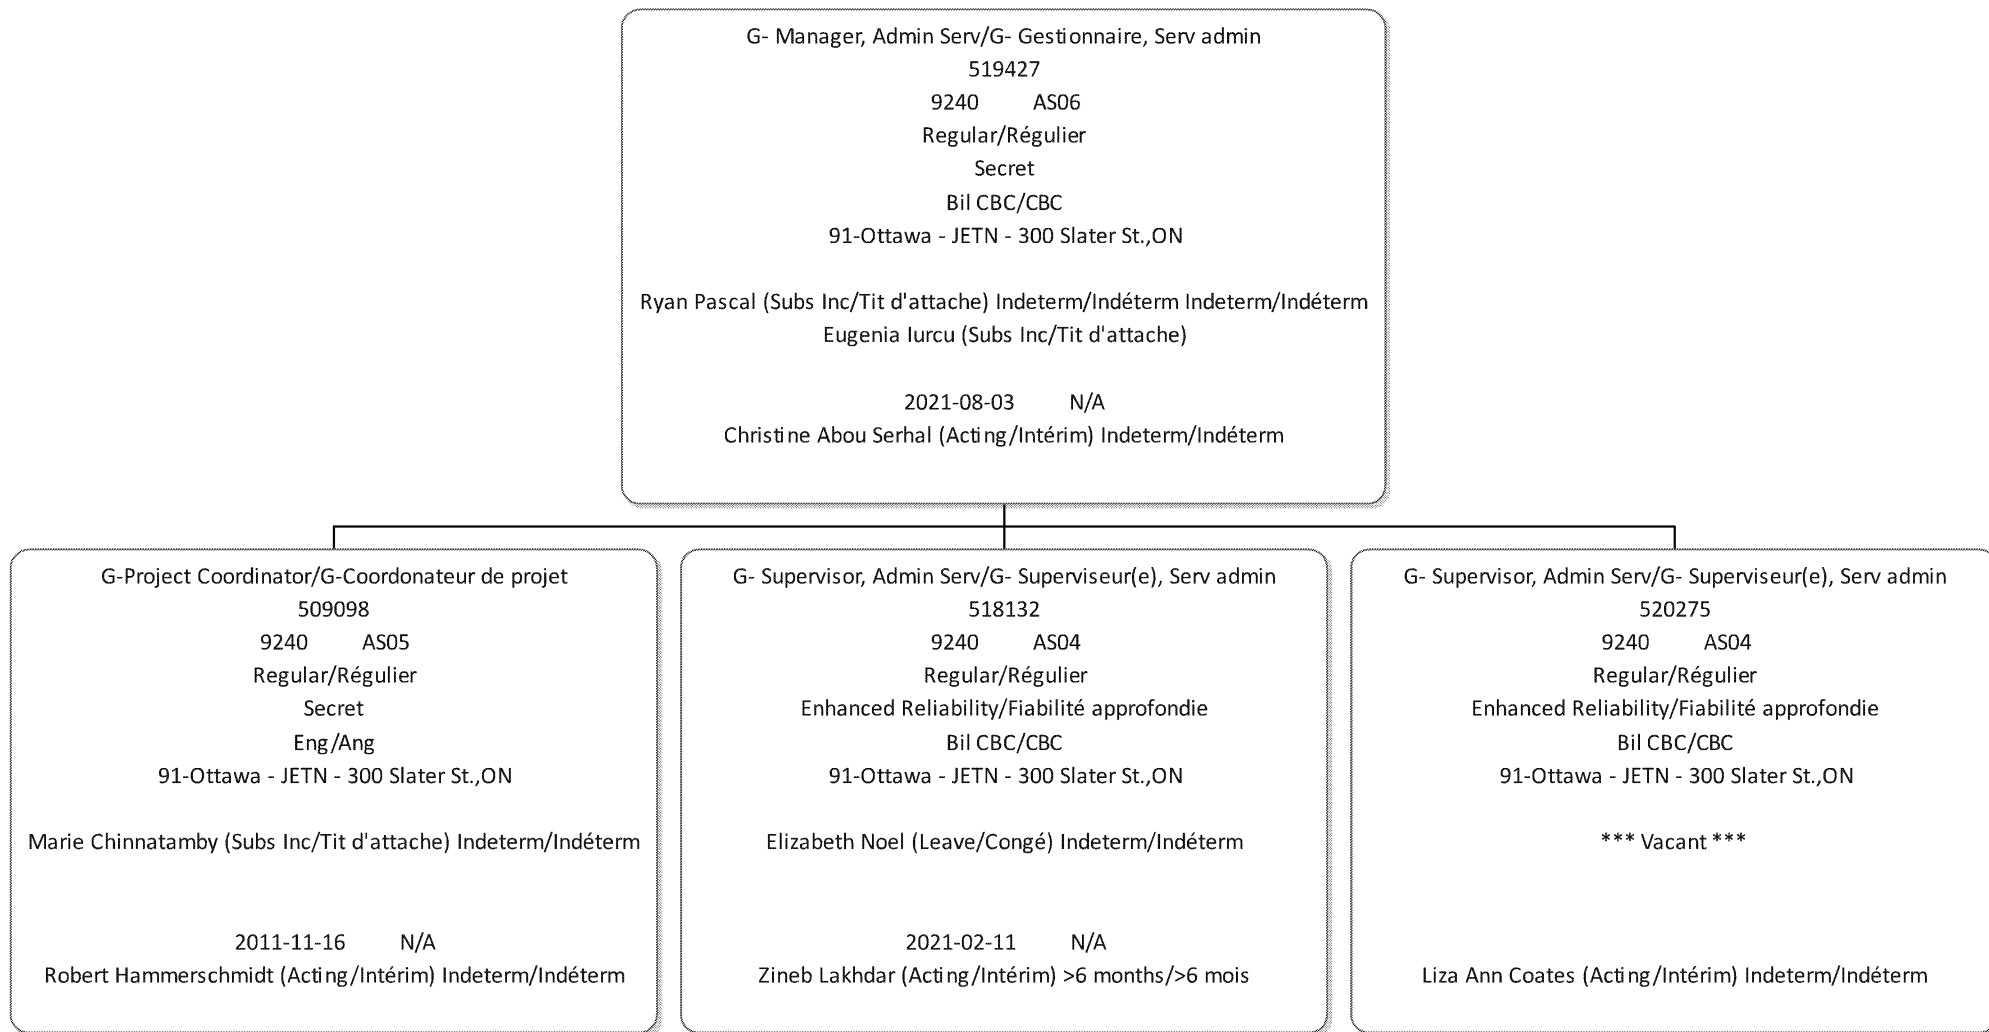 G- Manager, Admin Serv/G- Gestionnaire, Serv admin
519427
9240 AS06
Regular/Régulier
Secret
Bil CBC/CBC
91-Ottawa - JETN - 300 Slater St.,ON
Ryan Pascal (Subs Inc/Tit d'attache) Indeterm/Indéterm Indeterm/Indéterm
Eugenia Iurcu (Subs Inc/Tit d'attache)
2021-08-03 N/A
Christine Abou Serhal (Acting/Intérim) Indeterm/Indéterm
G-Project Coordinator/G-Coordonateur de projet
509098
9240 AS05
Regular/Régulier
Secret
Eng/Ang
91-Ottawa - JETN - 300 Slater St.,ON
Marie Chinnatamby (Subs Inc/Tit d'attache) Indeterm/Indéterm
2011-11-16 N/A
Robert Hammerschmidt (Acting/Intérim) Indeterm/Indéterm
G- Supervisor, Admin Serv/G- Superviseur(e), Serv admin
518132
9240 AS04
Regular/Régulier
Enhanced Reliability/Fiabilité approfondie
Bil CBC/CBC
91-Ottawa - JETN - 300 Slater St.,ON
Elizabeth Noel (Leave/Congé) Indeterm/Indéterm
2021-02-11 N/A
Zineb Lakhdar (Acting/Intérim) >6 months/>6 mois
G- Supervisor, Admin Serv/G- Superviseur(e), Serv admin
520275
9240 AS04
Regular/Régulier
Enhanced Reliability/Fiabilité approfondie
Bil CBC/CBC
91-Ottawa - JETN - 300 Slater St.,ON
*** Vacant ***
Liza Ann Coates (Acting/Intérim) Indeterm/Indéterm